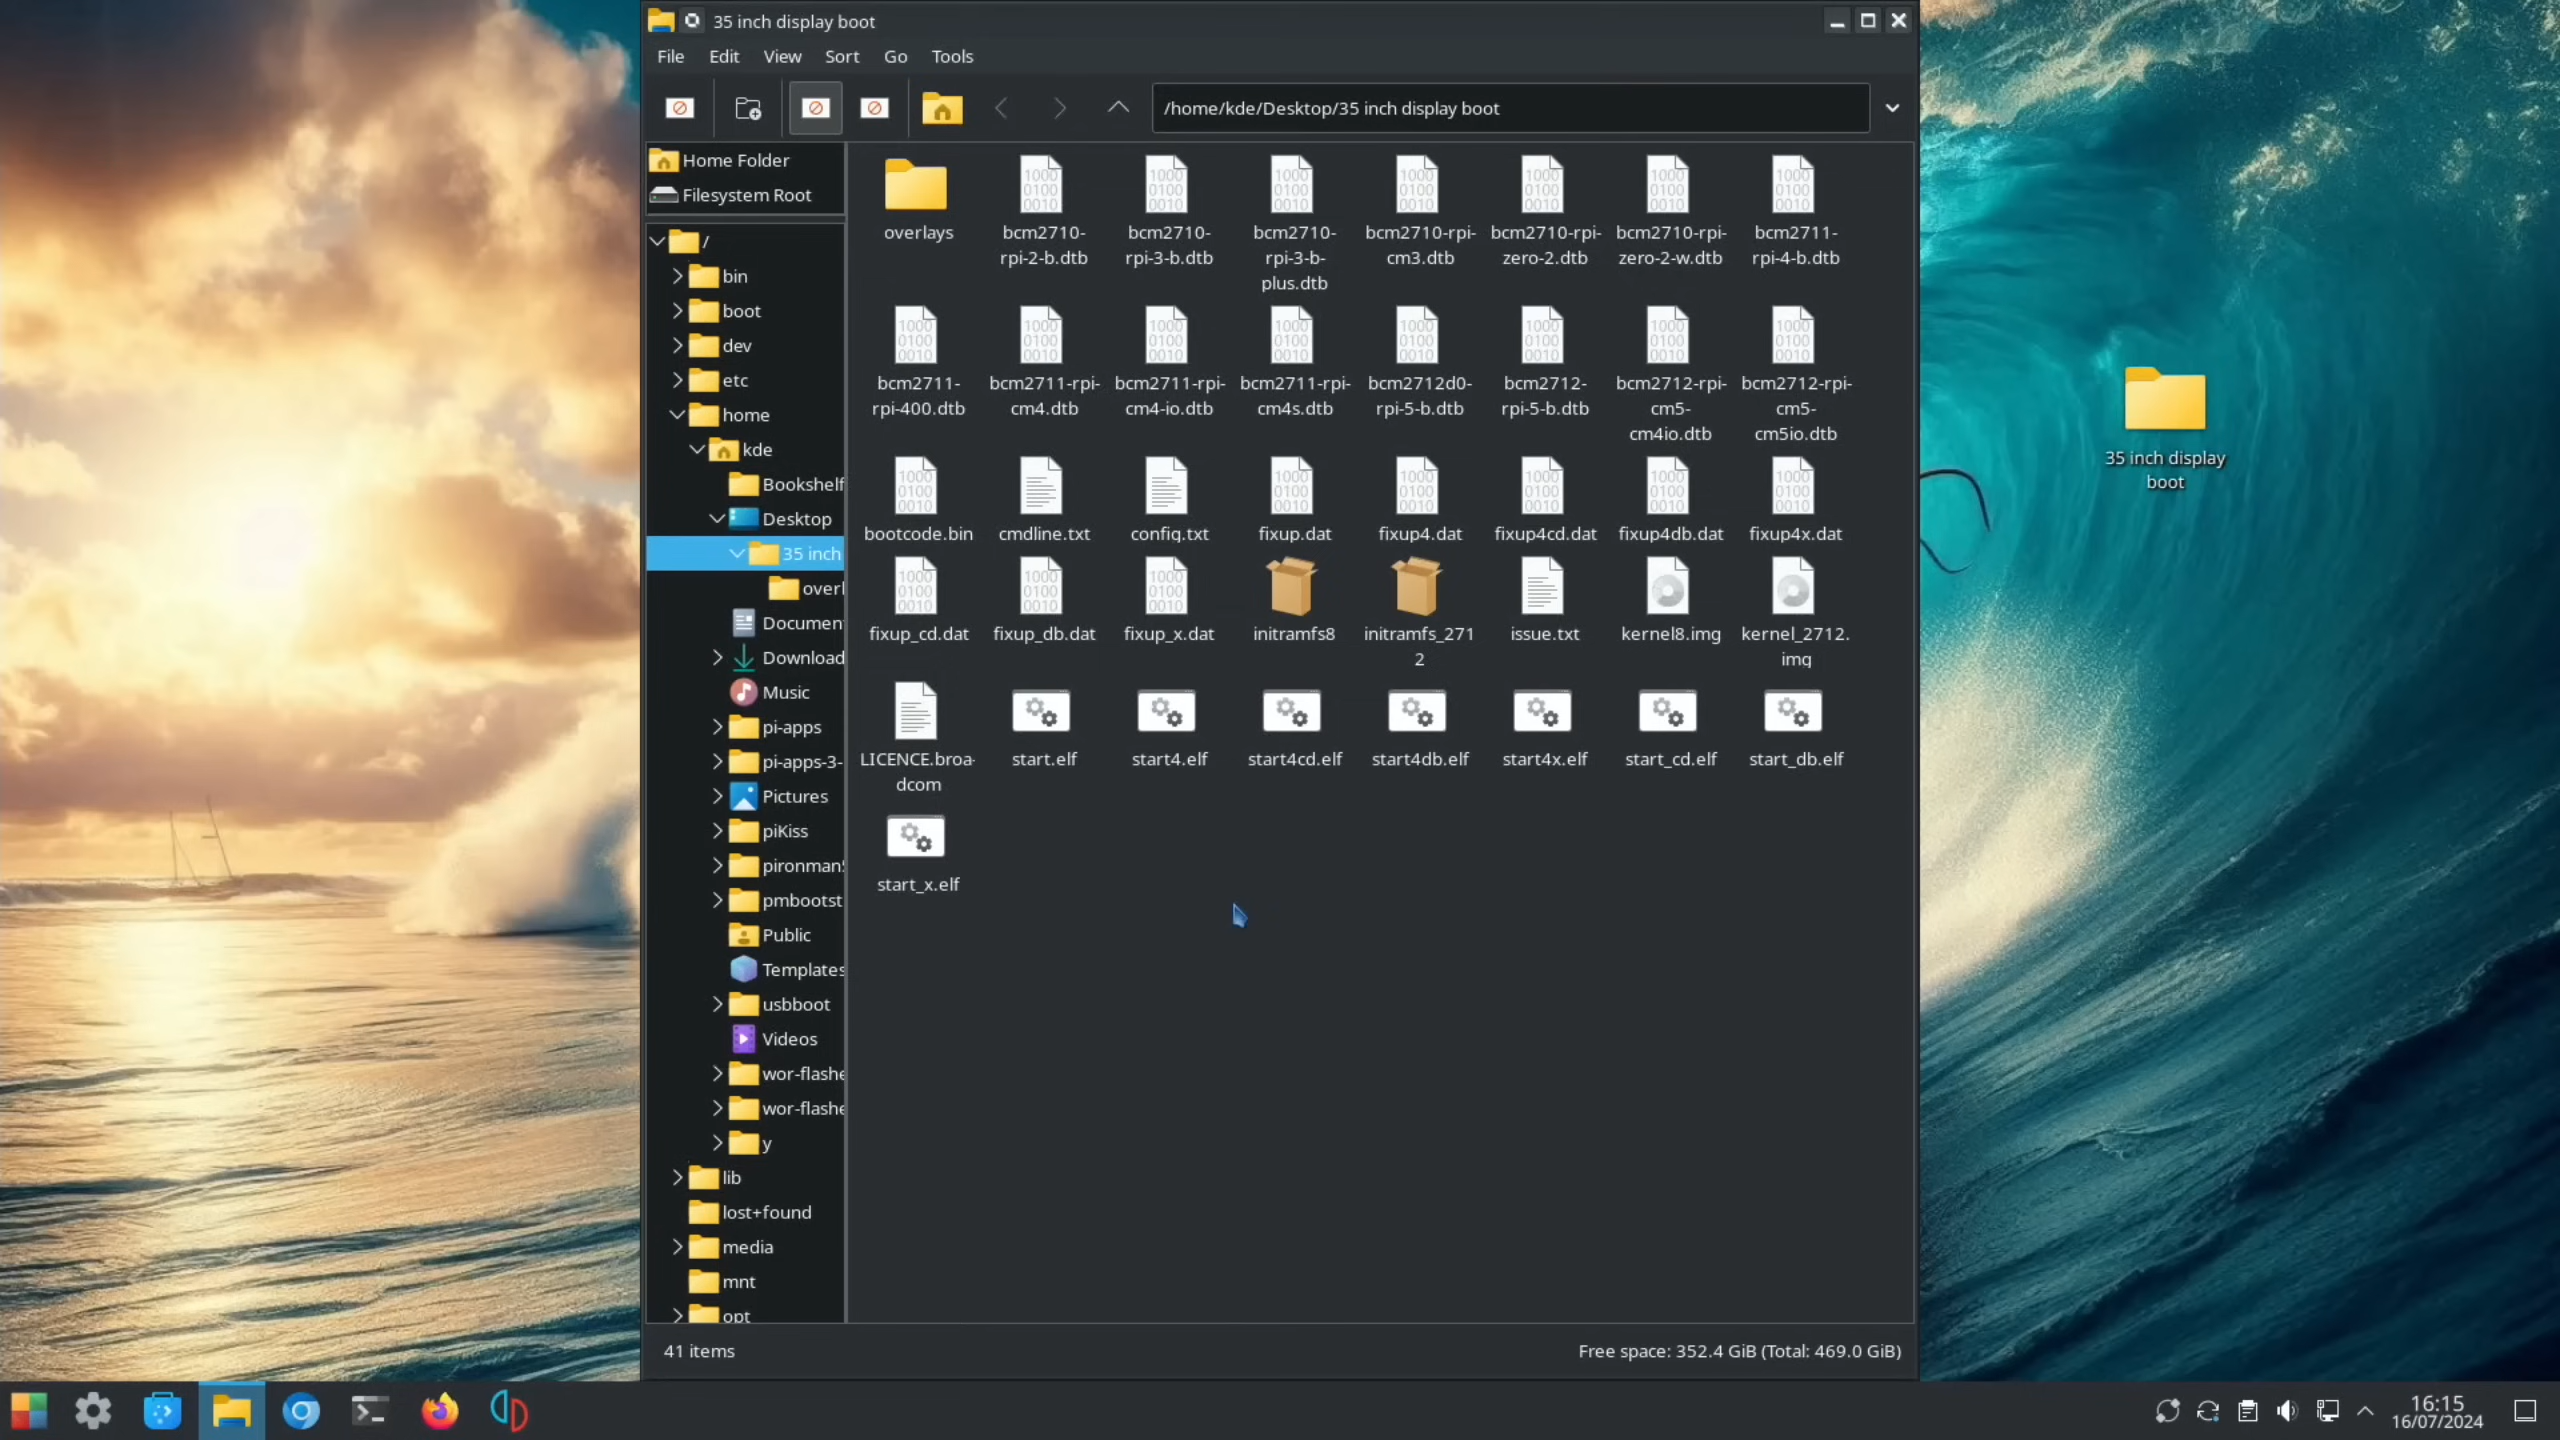 35 inch display boot
File Edit View Sort Go Tools
/home/kde/Desktop/35 inch display boot
Home Folder
Filesystem Root
/
bin
boot
dev
etc
home
kde
Bookshelf
Desktop
35 inch
overl
Documen
Download
Music
pi-apps
pi-apps-3-
Pictures
piKiss
pironman5
pmbootst
Public
Templates
usbboot
Videos
wor-flashe
wor-flashe
y
lib
lost+found
media
mnt
opt
overlays
bcm2710-
rpi-2-b.dtb
bcm2710-
rpi-3-b.dtb
bcm2710-
rpi-3-b-
plus.dtb
bcm2710-rpi-
cm3.dtb
bcm2710-rpi-
zero-2.dtb
bcm2710-rpi-
zero-2-w.dtb
bcm2711-
rpi-4-b.dtb
bcm2711-
rpi-400.dtb
bcm2711-rpi-
cm4.dtb
bcm2711-rpi-
cm4-io.dtb
bcm2711-rpi-
cm4s.dtb
bcm2712d0-
rpi-5-b.dtb
bcm2712-
rpi-5-b.dtb
bcm2712-rpi-
cm5-
cm4io.dtb
bcm2712-rpi-
cm5-
cm5io.dtb
bootcode.bin
cmdline.txt
config.txt
fixup.dat
fixup4.dat
fixup4cd.dat
fixup4db.dat
fixup4x.dat
fixup_cd.dat
fixup_db.dat
fixup_x.dat
initramfs8
initramfs_271
2
issue.txt
kernel8.img
kernel_2712.
img
LICENCE.broa-
dcom
start.elf
start4.elf
start4cd.elf
start4db.elf
start4x.elf
start_cd.elf
start_db.elf
start_x.elf
41 items
Free space: 352.4 GiB (Total: 469.0 GiB)
35 inch display
boot
16:15
16/07/2024